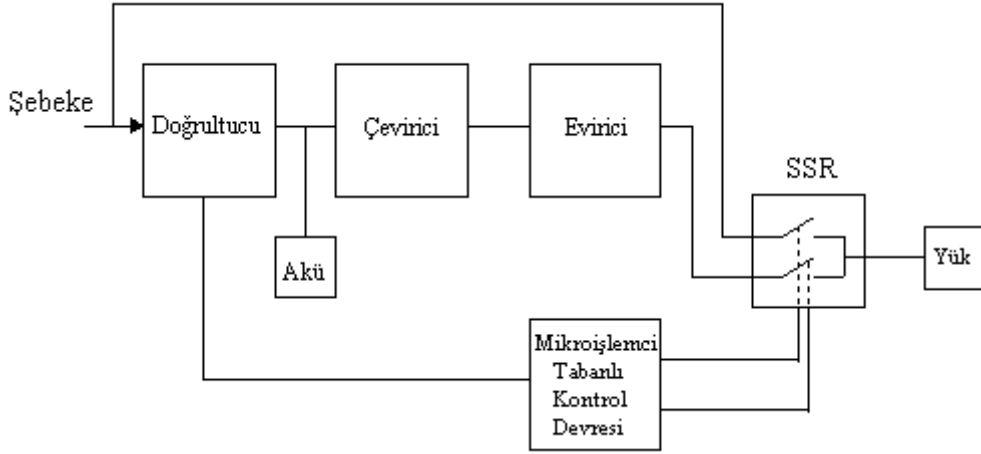 Şebeke
Doğrultucu
Çevirici
Evirici
SSR
Akü
Yük
Mikroişlemci
Tabanlı
Kontrol
Devresi